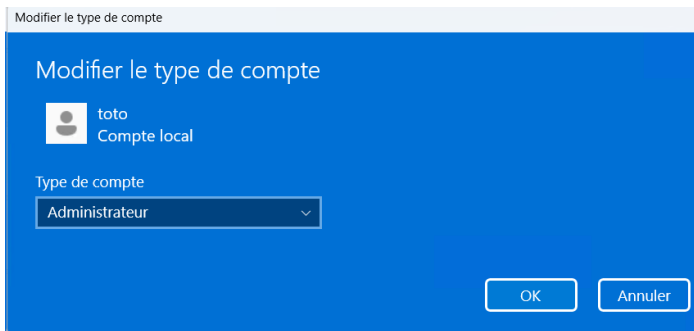 Modifier le type de compte
Modifier le type de compte
toto
Compte local
Type de compte
Administrateur
OK
Annuler